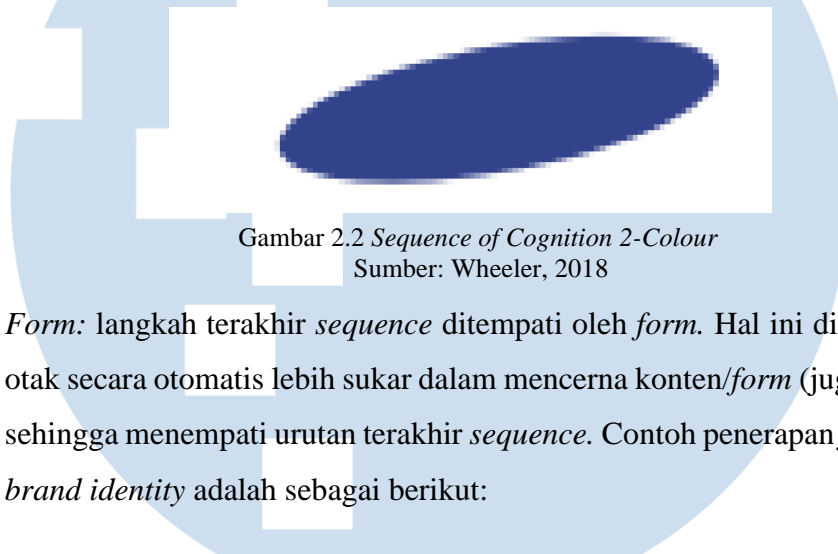 Gambar 2.2 Sequence of Cognition 2-Colour
Sumber: Wheeler, 2018
Form: langkah terakhir sequence ditempati oleh form. Hal ini di
otak secara otomatis lebih sukar dalam mencerna konten/form (jug
sehingga menempati urutan terakhir sequence. Contoh penerapan
brand identity adalah sebagai berikut: